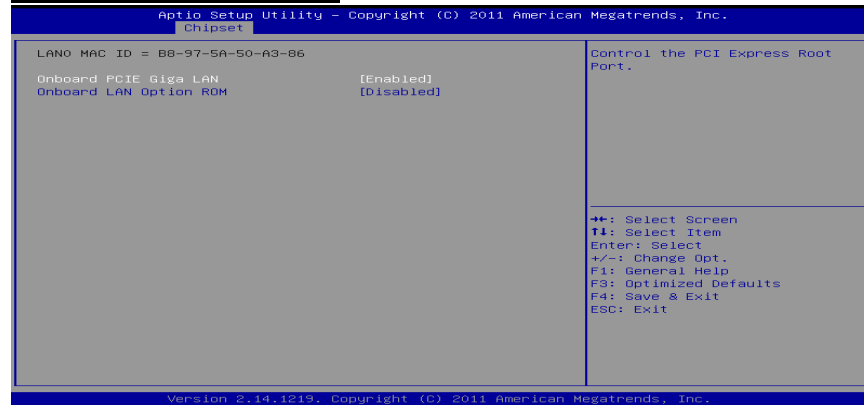 Aptio Setup Utility – Copyright (C) 2011 American Megatrends, Inc.
Chipset
LAN0 MAC ID = B8-97-5A-50-A3-86
Onboard PCIE Giga LAN [Enabled]
Onboard LAN Option ROM [Disabled]
Control the PCI Express Root
Port.
→←: Select Screen
↑↓: Select Item
Enter: Select
+/-: Change Opt.
F1: General Help
F3: Optimized Defaults
F4: Save & Exit
ESC: Exit
Version 2.14.1219. Copyright (C) 2011 American Megatrends, Inc.